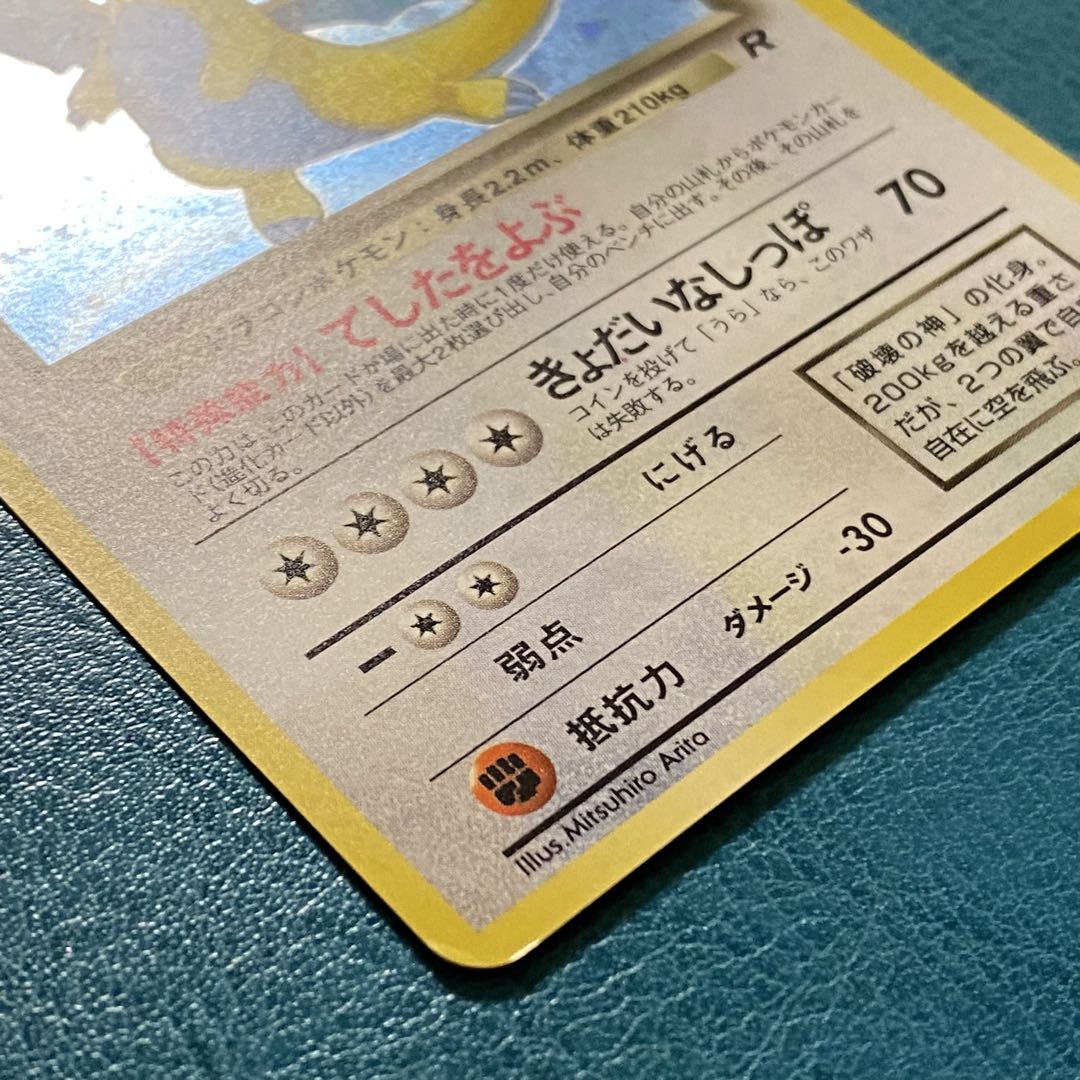 R
ドラゴンポケモン：身長2.2m、体重210kg
【特殊能力】てしたをよぶ
この力は、このカードが場に出た時に1度だけ使える。自分の山札からポケモンカー
ド（進化カード以外）を最大2枚選び出し、自分のベンチに出す。その後、その山札を
よく切る。
きょだいなしっぽ 70
コインを投げて「うら」なら、このワザ
は失敗する。
にげる
弱点
抵抗力 ダメージ -30
「破壊の神」の化身。
200kgを越える重さ
だが、2つの翼で自由
自在に空を飛ぶ。
Illus.Mitsuhiro Arita